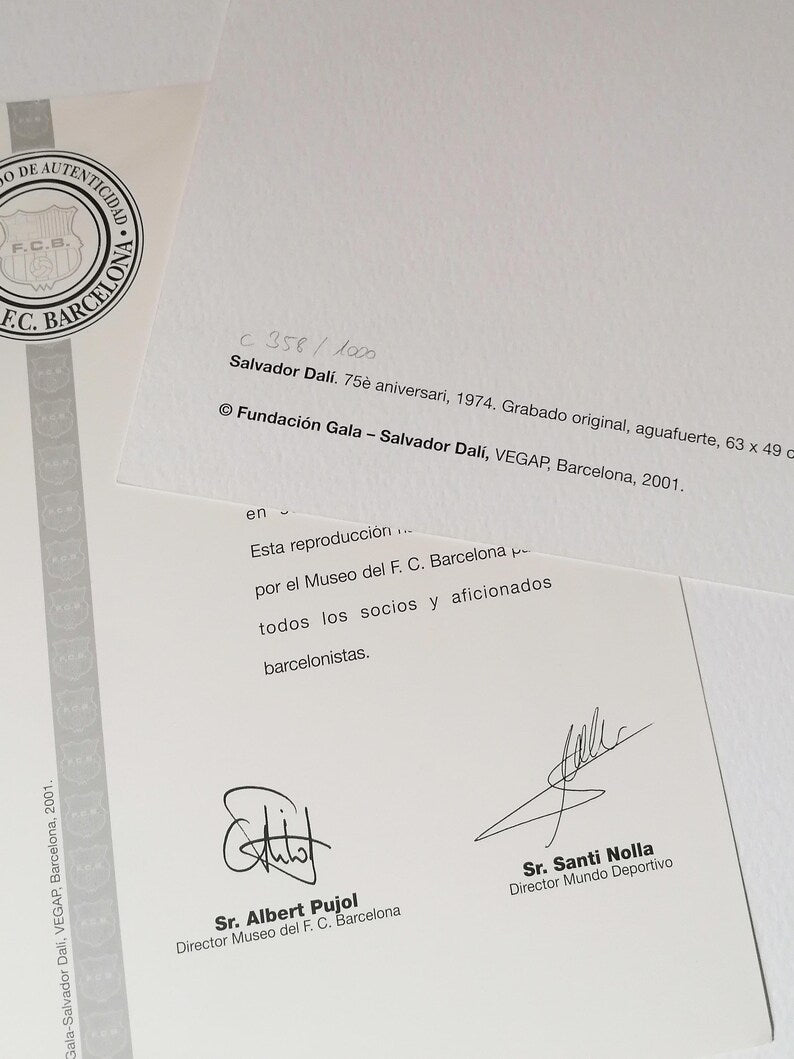 DO DE AUTENTICIDAD •
F.C.B.
F.C. BARCELONA •
C 358 / 1000
Salvador Dalí. 75è aniversari, 1974. Grabado original, aguafuerte, 63 x 49 c
© Fundación Gala – Salvador Dalí, VEGAP, Barcelona, 2001.
en
Esta reproducción
por el Museo del F. C. Barcelona
todos los socios y aficionados
barcelonistas.
Sr. Albert Pujol
Director Museo del F. C. Barcelona
Sr. Santi Nolla
Director Mundo Deportivo
Gala-Salvador Dalí, VEGAP, Barcelona, 2001.